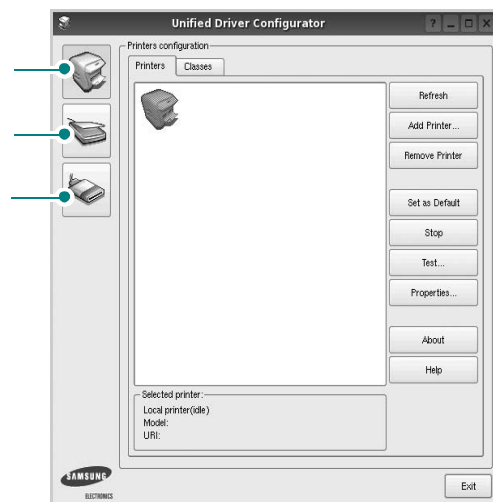 Unified Driver Configurator
?
Printers configuration
Printers
Classes
Refresh
Add Printer...
Remove Printer
Set as Default
Stop
Test...
Properties...
About
Help
Selected printer:
Local printer(idle)
Model:
URI:
SAMSUNG
ELECTRONICS
Exit